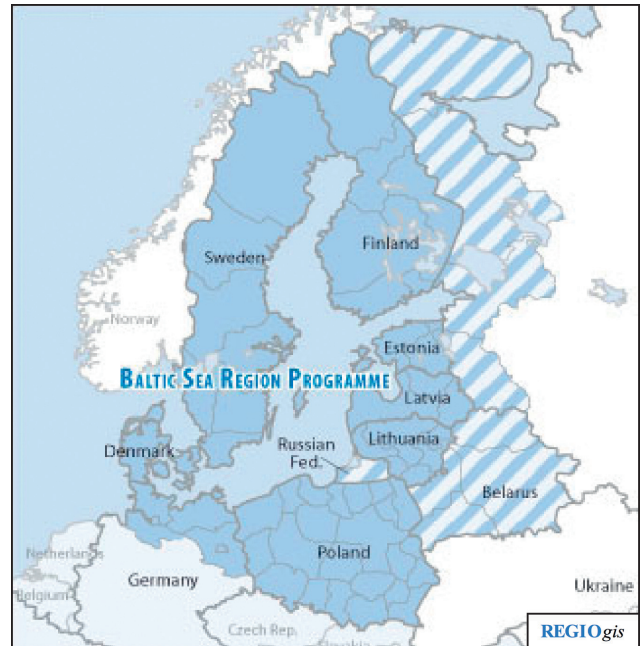 Sweden
Finland
Norway
Estonia
BALTIC SEA REGION PROGRAMME
Latvia
Denmark
Russian
Fed.
Lithuania
Belarus
Netherlands
Poland
Germany
Belgium
Ukraine
Czech Rep.
Slovakia
REGIOgis